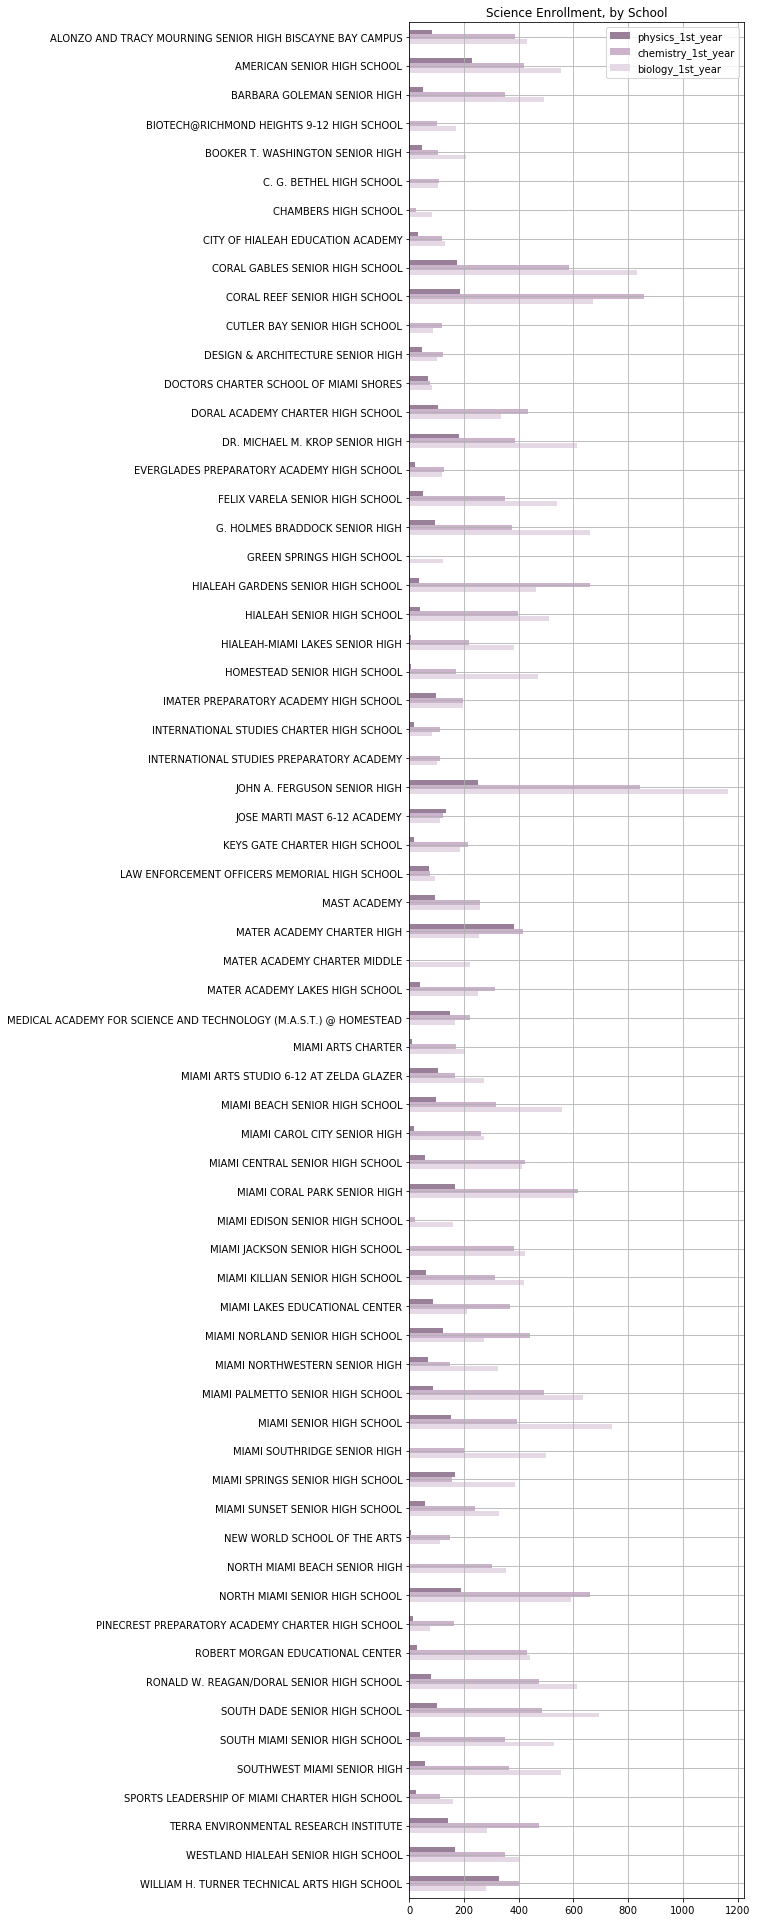 Science Enrollment, by School
physics_1st_year
chemistry_1st_year
biology_1st_year
ALONZO AND TRACY MOURNING SENIOR HIGH BISCAYNE BAY CAMPUS
AMERICAN SENIOR HIGH SCHOOL
BARBARA GOLEMAN SENIOR HIGH
BIOTECH@RICHMOND HEIGHTS 9-12 HIGH SCHOOL
BOOKER T. WASHINGTON SENIOR HIGH
C. G. BETHEL HIGH SCHOOL
CHAMBERS HIGH SCHOOL
CITY OF HIALEAH EDUCATION ACADEMY
CORAL GABLES SENIOR HIGH SCHOOL
CORAL REEF SENIOR HIGH SCHOOL
CUTLER BAY SENIOR HIGH SCHOOL
DESIGN & ARCHITECTURE SENIOR HIGH
DOCTORS CHARTER SCHOOL OF MIAMI SHORES
DORAL ACADEMY CHARTER HIGH SCHOOL
DR. MICHAEL M. KROP SENIOR HIGH
EVERGLADES PREPARATORY ACADEMY HIGH SCHOOL
FELIX VARELA SENIOR HIGH SCHOOL
G. HOLMES BRADDOCK SENIOR HIGH
GREEN SPRINGS HIGH SCHOOL
HIALEAH GARDENS SENIOR HIGH SCHOOL
HIALEAH SENIOR HIGH SCHOOL
HIALEAH-MIAMI LAKES SENIOR HIGH
HOMESTEAD SENIOR HIGH SCHOOL
IMATER PREPARATORY ACADEMY HIGH SCHOOL
INTERNATIONAL STUDIES CHARTER HIGH SCHOOL
INTERNATIONAL STUDIES PREPARATORY ACADEMY
JOHN A. FERGUSON SENIOR HIGH
JOSE MARTI MAST 6-12 ACADEMY
KEYS GATE CHARTER HIGH SCHOOL
LAW ENFORCEMENT OFFICERS MEMORIAL HIGH SCHOOL
MAST ACADEMY
MATER ACADEMY CHARTER HIGH
MATER ACADEMY CHARTER MIDDLE
MATER ACADEMY LAKES HIGH SCHOOL
MEDICAL ACADEMY FOR SCIENCE AND TECHNOLOGY (M.A.S.T.) @ HOMESTEAD
MIAMI ARTS CHARTER
MIAMI ARTS STUDIO 6-12 AT ZELDA GLAZER
MIAMI BEACH SENIOR HIGH SCHOOL
MIAMI CAROL CITY SENIOR HIGH
MIAMI CENTRAL SENIOR HIGH SCHOOL
MIAMI CORAL PARK SENIOR HIGH
MIAMI EDISON SENIOR HIGH SCHOOL
MIAMI JACKSON SENIOR HIGH SCHOOL
MIAMI KILLIAN SENIOR HIGH SCHOOL
MIAMI LAKES EDUCATIONAL CENTER
MIAMI NORLAND SENIOR HIGH SCHOOL
MIAMI NORTHWESTERN SENIOR HIGH
MIAMI PALMETTO SENIOR HIGH SCHOOL
MIAMI SENIOR HIGH SCHOOL
MIAMI SOUTHRIDGE SENIOR HIGH
MIAMI SPRINGS SENIOR HIGH SCHOOL
MIAMI SUNSET SENIOR HIGH SCHOOL
NEW WORLD SCHOOL OF THE ARTS
NORTH MIAMI BEACH SENIOR HIGH
NORTH MIAMI SENIOR HIGH SCHOOL
PINECREST PREPARATORY ACADEMY CHARTER HIGH SCHOOL
ROBERT MORGAN EDUCATIONAL CENTER
RONALD W. REAGAN/DORAL SENIOR HIGH SCHOOL
SOUTH DADE SENIOR HIGH SCHOOL
SOUTH MIAMI SENIOR HIGH SCHOOL
SOUTHWEST MIAMI SENIOR HIGH
SPORTS LEADERSHIP OF MIAMI CHARTER HIGH SCHOOL
TERRA ENVIRONMENTAL RESEARCH INSTITUTE
WESTLAND HIALEAH SENIOR HIGH SCHOOL
WILLIAM H. TURNER TECHNICAL ARTS HIGH SCHOOL
0 200 400 600 800 1000 1200